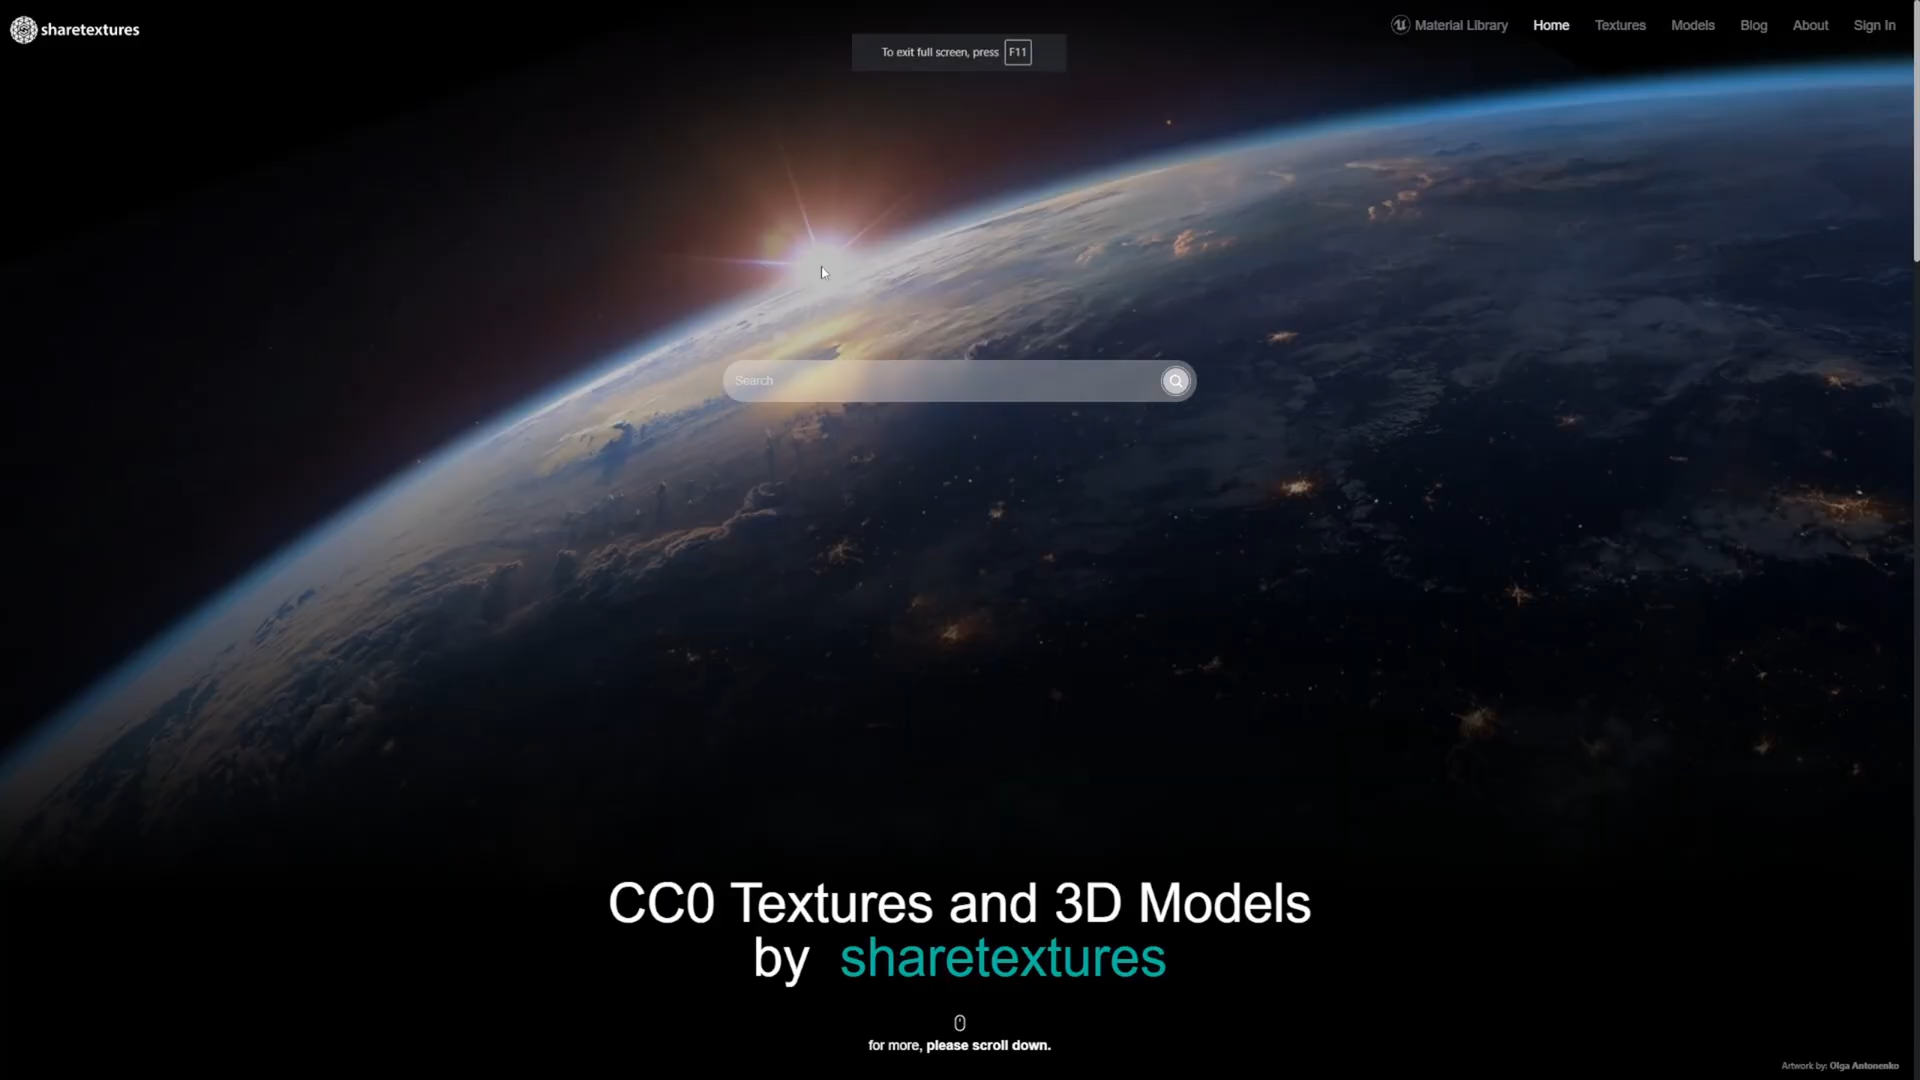 sharetextures
Material Library
Home
Textures
Models
Blog
About
Sign In
To exit full screen, press F11
Search
CC0 Textures and 3D Models
by sharetextures
for more, please scroll down.
Artwork by: Olga Antonenko